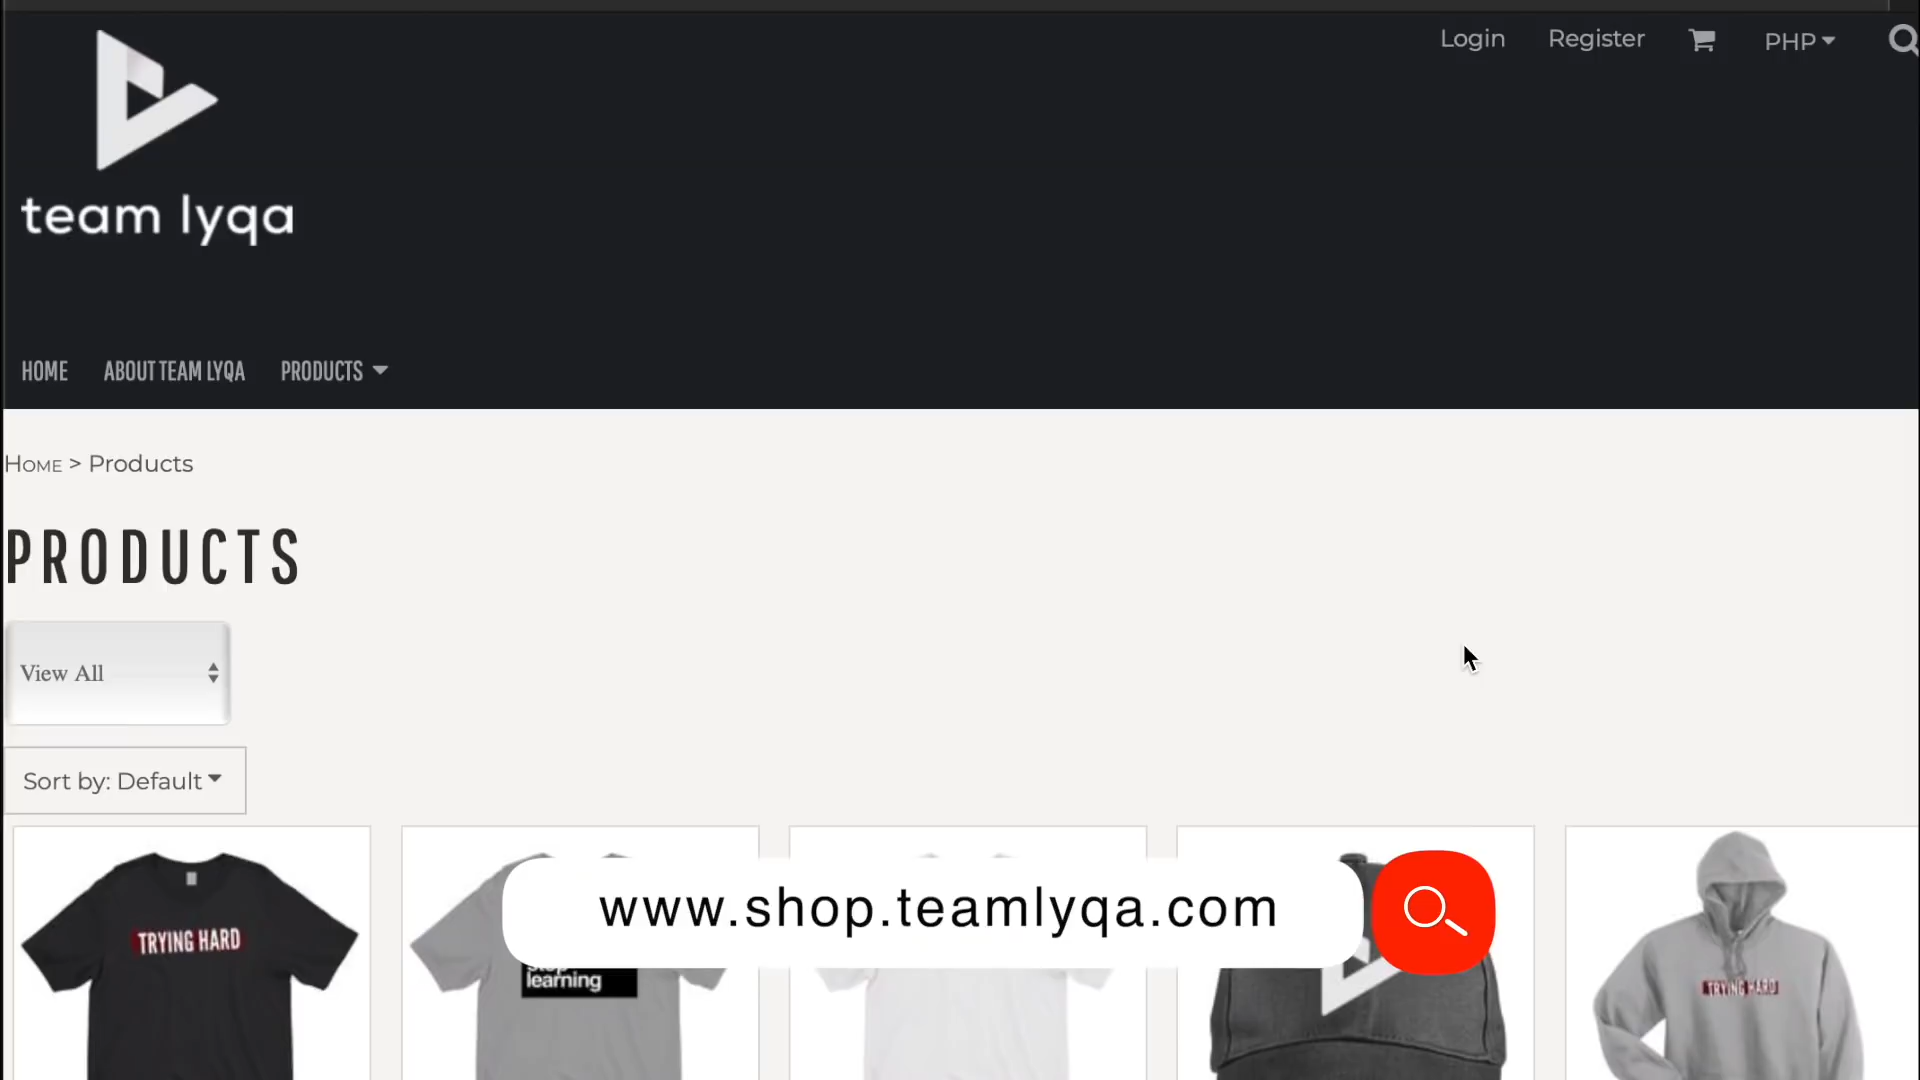 Login Register PHP
team lyqa
HOME ABOUT TEAM LYQA PRODUCTS
Home > Products
PRODUCTS
View All
Sort by: Default
TRYING HARD
www.shop.teamlyqa.com
learning
TRYING HARD